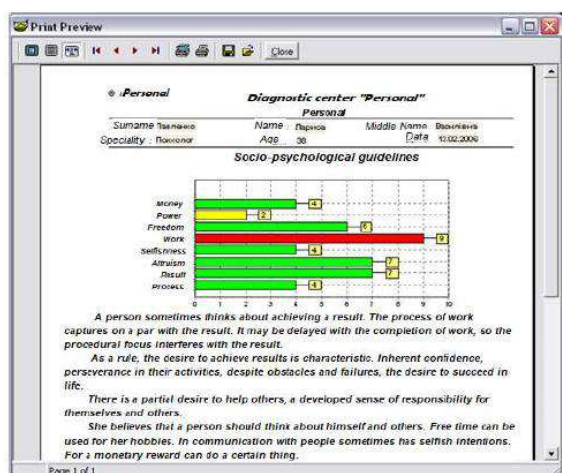 Print Preview
Close
Personal
Diagnostic center "Personal"
Personal
Surname Павленко Name : Лариса Middle Name Василівна
Speciality : Психолог Age 38 Data 13.02.2006
Socio-psychological guidelines
Money 4
Power 2
Freedom 6
Work 9
Selfishness 4
Altruism 7
Result 7
Process 4
0 1 2 3 4 5 6 7 8 9 10
A person sometimes thinks about achieving a result. The process of work
captures on a par with the result. It may be delayed with the completion of work, so the
procedural focus interferes with the result.
As a rule, the desire to achieve results is characteristic. Inherent confidence,
perseverance in their activities, despite obstacles and failures, the desire to succeed in
life.
There is a partial desire to help others, a developed sense of responsibility for
themselves and others.
She believes that a person should think about himself and others. Free time can be
used for her hobbies. In communication with people sometimes has selfish intentions.
For a monetary reward can do a certain thing.
Page 1 of 1